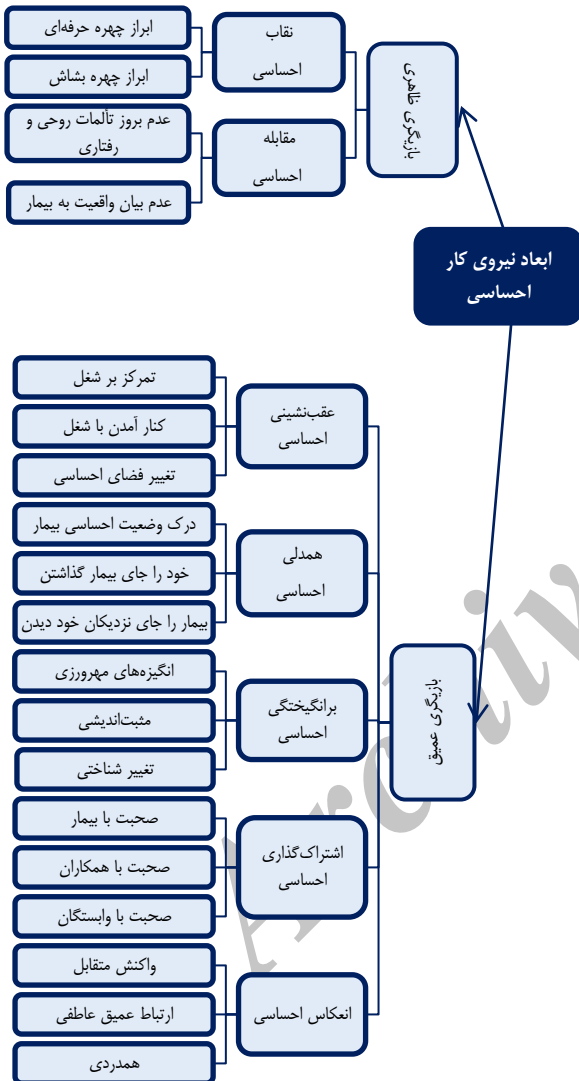 ابعاد نیروی کار
احساسی
بازیگری ظاهری
نقاب
احساسی
ابراز چهره حرفه‌ای
ابراز چهره بشاش
مقابله
احساسی
عدم بروز تألمات روحی و
رفتاری
عدم بیان واقعیت به بیمار
بازیگری عمیق
عقب‌نشینی
احساسی
تمرکز بر شغل
کنار آمدن با شغل
تغییر فضای احساسی
همدلی
احساسی
درک وضعیت احساسی بیمار
خود را جای بیمار گذاشتن
بیمار را جای نزدیکان خود دیدن
برانگیختگی
احساسی
انگیزه‌های مهرورزی
مثبت‌اندیشی
تغییر شناختی
اشتراک‌گذاری
احساسی
صحبت با بیمار
صحبت با همکاران
صحبت با وابستگان
انعکاس احساسی
واکنش متقابل
ارتباط عمیق عاطفی
همدردی
Archiv